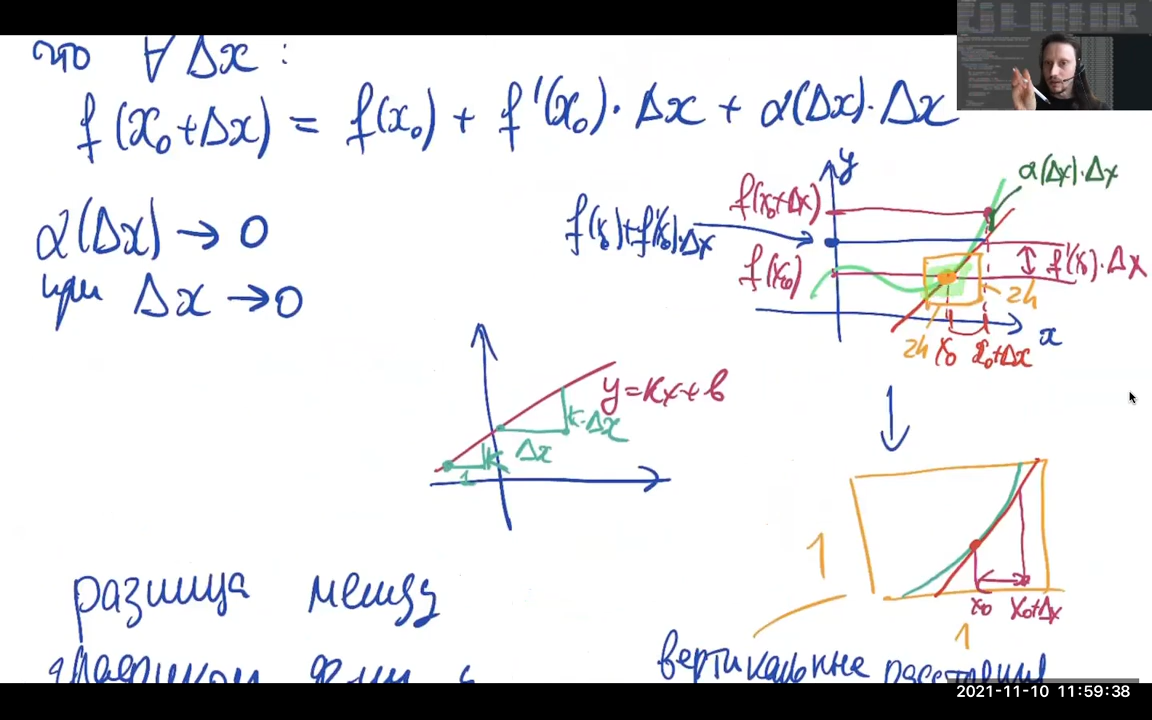 что ∀ Δx :
f(x₀+Δx) = f(x₀) + f'(x₀)·Δx + α(Δx)·Δx
α(Δx) → 0
при Δx → 0
y
α(Δx)·Δx
f(x₀+Δx)
f(x₀)+f'(x₀)·Δx
f(x₀)
f'(x₀)·Δx
2h
2h
x₀
x₀+Δx
x
y=kx+b
k·Δx
Δx
k
1
1
x₀
x₀+Δx
1
разница между
графиком
вертикальные расстояния
2021-11-10 11:59:38